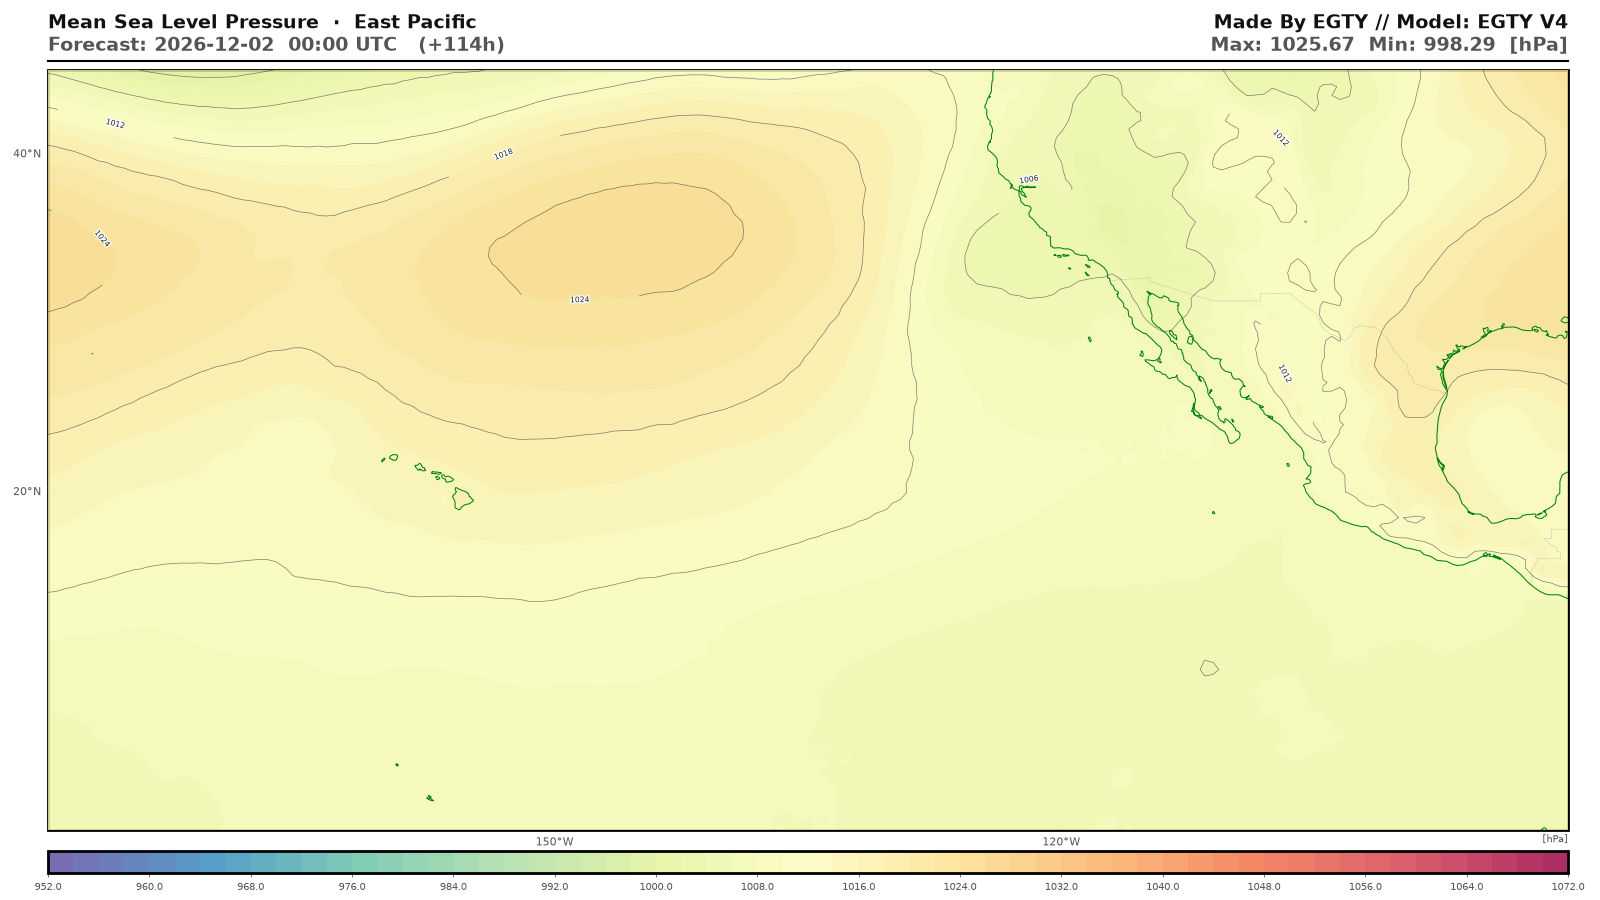 Mean Sea Level Pressure · East Pacific
Made By EGTY // Model: EGTY V4
Forecast: 2026-12-02 00:00 UTC (+114h)
Max: 1025.67 Min: 998.29 [hPa]
1012
1012
40°N
1018
1006
1024
1024
1012
20°N
150°W
120°W
[hPa]
952.0
960.0
968.0
976.0
984.0
992.0
1000.0
1008.0
1016.0
1024.0
1032.0
1040.0
1048.0
1056.0
1064.0
1072.0